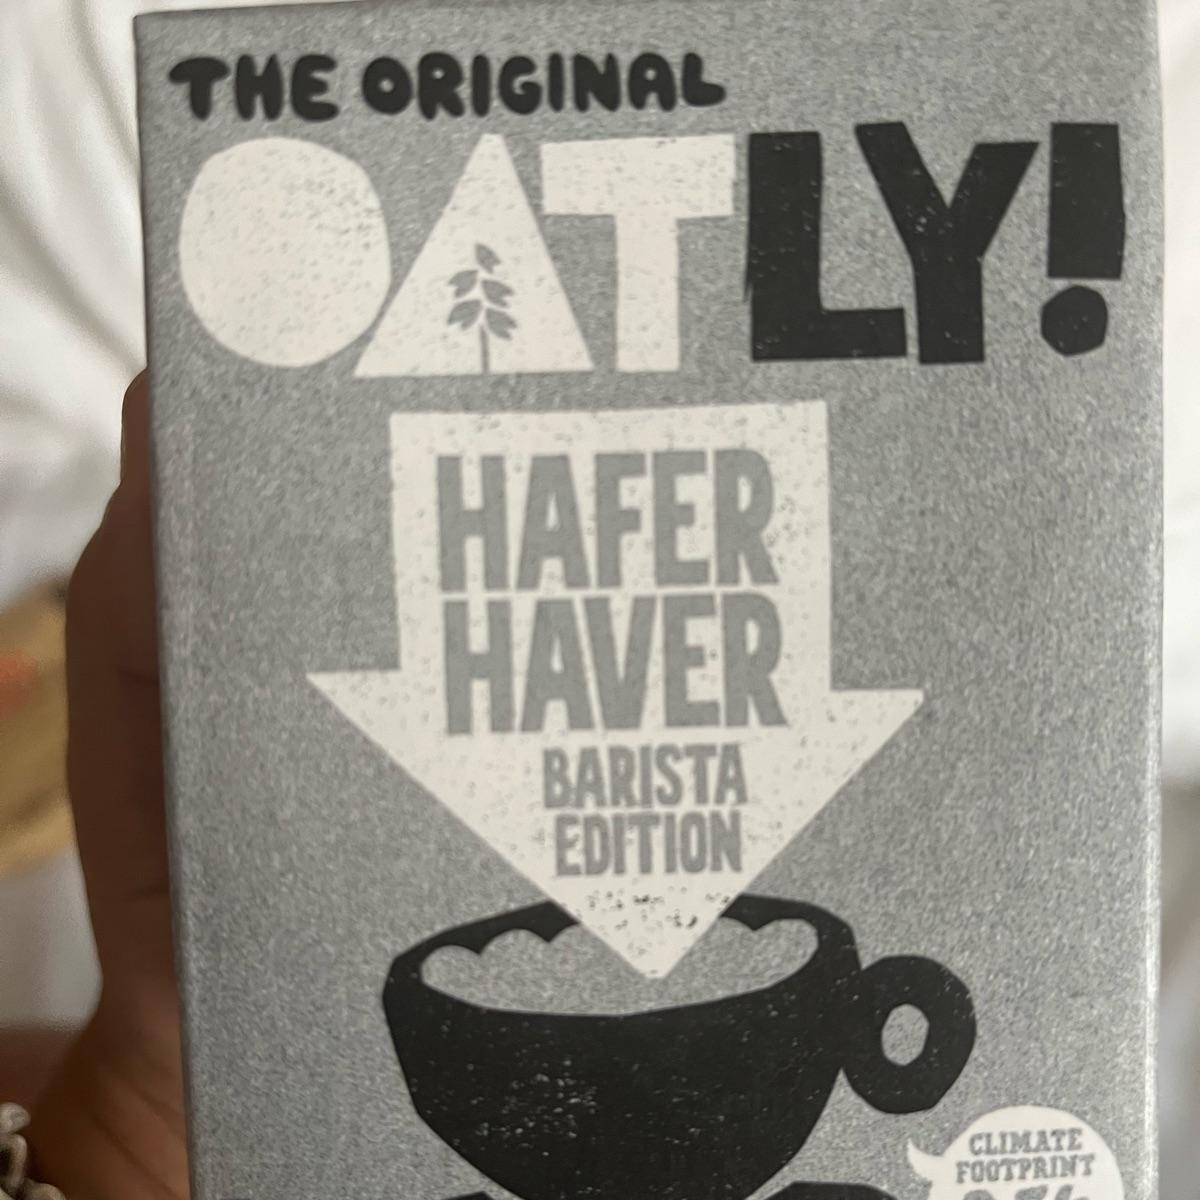 THE ORIGINAL
OATLY!
HAFER
HAVER
BARISTA
EDITION
CLIMATE
FOOTPRINT